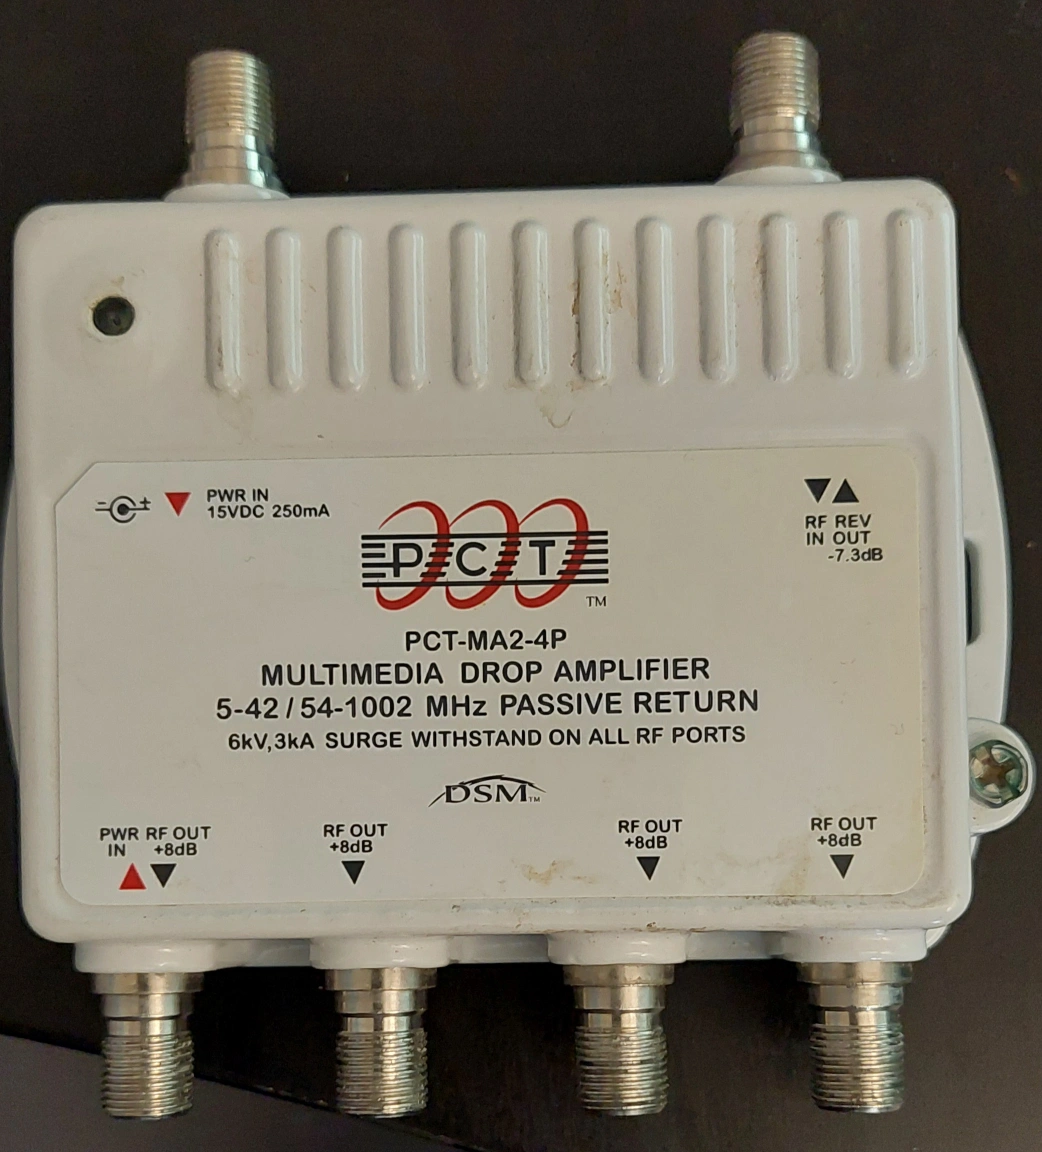 PWR IN
15VDC 250mA
RF REV
IN OUT
-7.3dB
PCT
TM
PCT-MA2-4P
MULTIMEDIA DROP AMPLIFIER
5-42 / 54-1002 MHz PASSIVE RETURN
6kV,3kA SURGE WITHSTAND ON ALL RF PORTS
DSM TM
PWR RF OUT
IN +8dB
RF OUT
+8dB
RF OUT
+8dB
RF OUT
+8dB